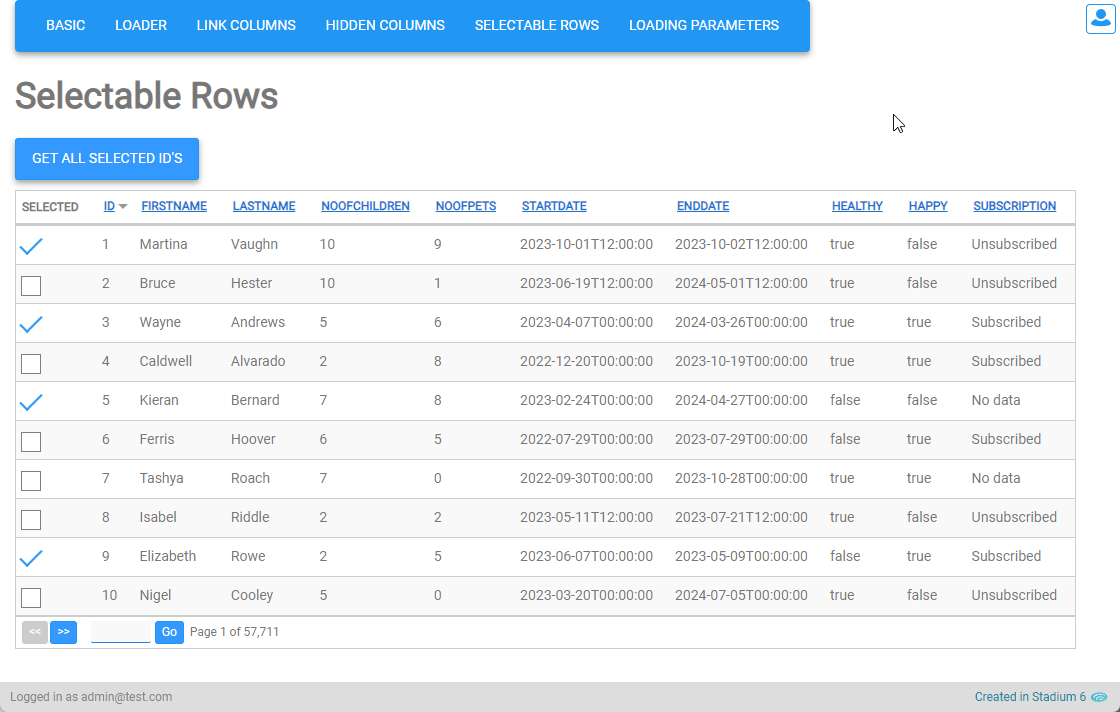 BASIC LOADER LINK COLUMNS HIDDEN COLUMNS SELECTABLE ROWS LOADING PARAMETERS
Selectable Rows
GET ALL SELECTED ID'S
SELECTED ID FIRSTNAME LASTNAME NOOFCHILDREN NOOFPETS STARTDATE ENDDATE HEALTHY HAPPY SUBSCRIPTION
1 Martina Vaughn 10 9 2023-10-01T12:00:00 2023-10-02T12:00:00 true false Unsubscribed
2 Bruce Hester 10 1 2023-06-19T12:00:00 2024-05-01T12:00:00 true false Unsubscribed
3 Wayne Andrews 5 6 2023-04-07T00:00:00 2024-03-26T00:00:00 true true Subscribed
4 Caldwell Alvarado 2 8 2022-12-20T00:00:00 2023-10-19T00:00:00 true true Subscribed
5 Kieran Bernard 7 8 2023-02-24T00:00:00 2024-04-27T00:00:00 false false No data
6 Ferris Hoover 6 5 2022-07-29T00:00:00 2023-07-29T00:00:00 false true Subscribed
7 Tashya Roach 7 0 2022-09-30T00:00:00 2023-10-28T00:00:00 true true No data
8 Isabel Riddle 2 2 2023-05-11T12:00:00 2023-07-21T12:00:00 true false Unsubscribed
9 Elizabeth Rowe 2 5 2023-06-07T00:00:00 2023-05-09T00:00:00 false true Subscribed
10 Nigel Cooley 5 0 2023-03-20T00:00:00 2024-07-05T00:00:00 true false Unsubscribed
<< >> Go Page 1 of 57,711
Logged in as admin@test.com Created in Stadium 6